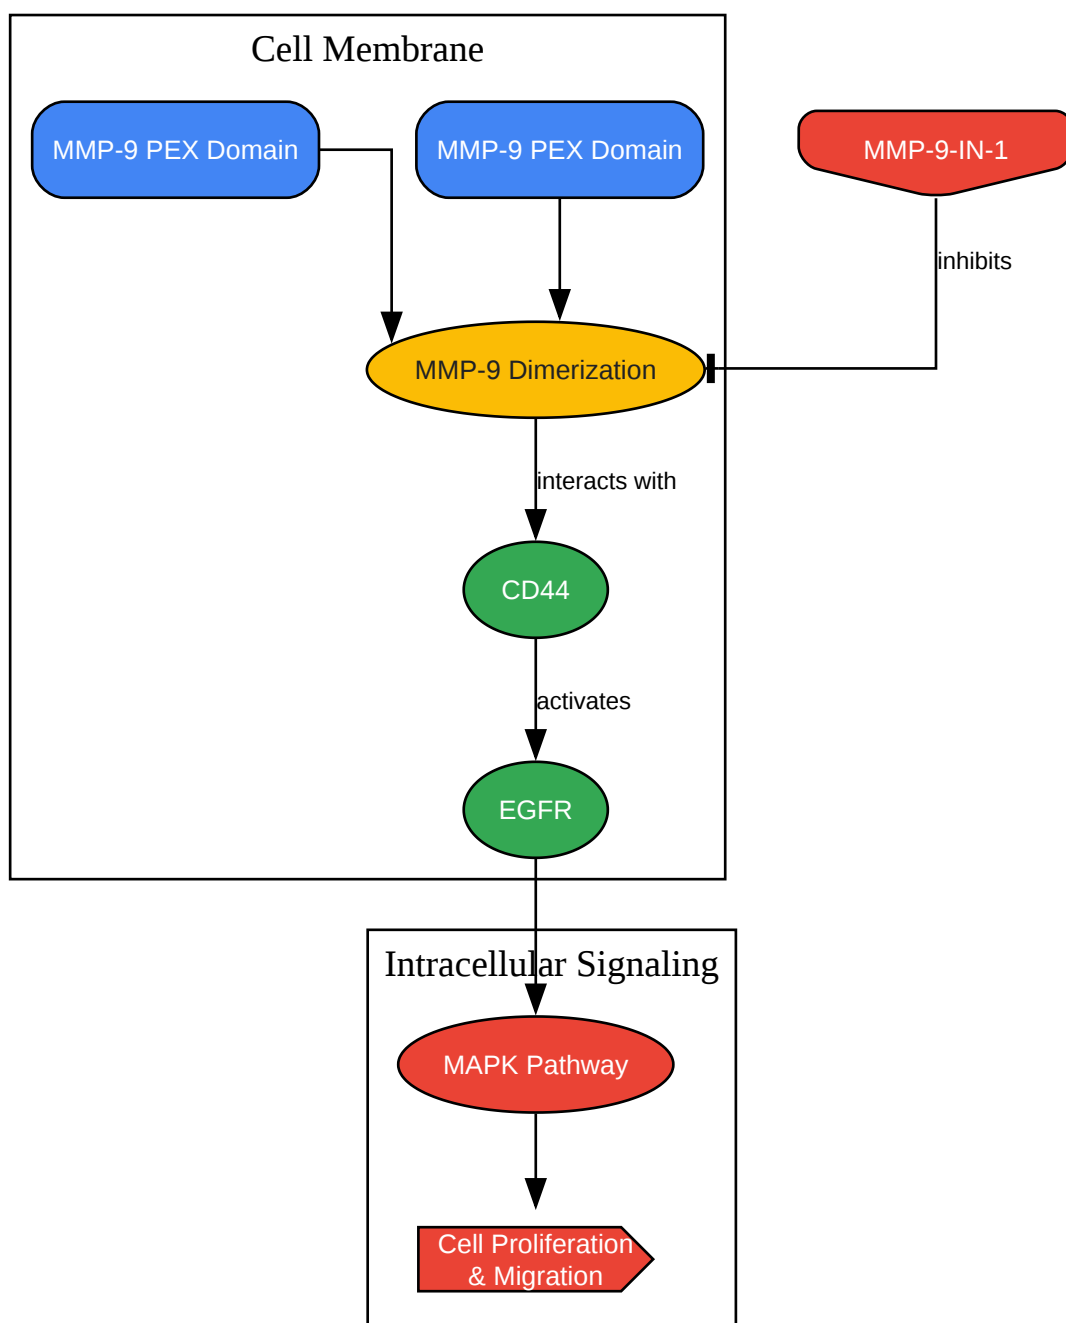 Cell Membrane
MMP-9 PEX Domain
MMP-9 PEX Domain
MMP-9-IN-1
inhibits
MMP-9 Dimerization
interacts with
CD44
activates
EGFR
Intracellular Signaling
MAPK Pathway
Cell Proliferation
& Migration